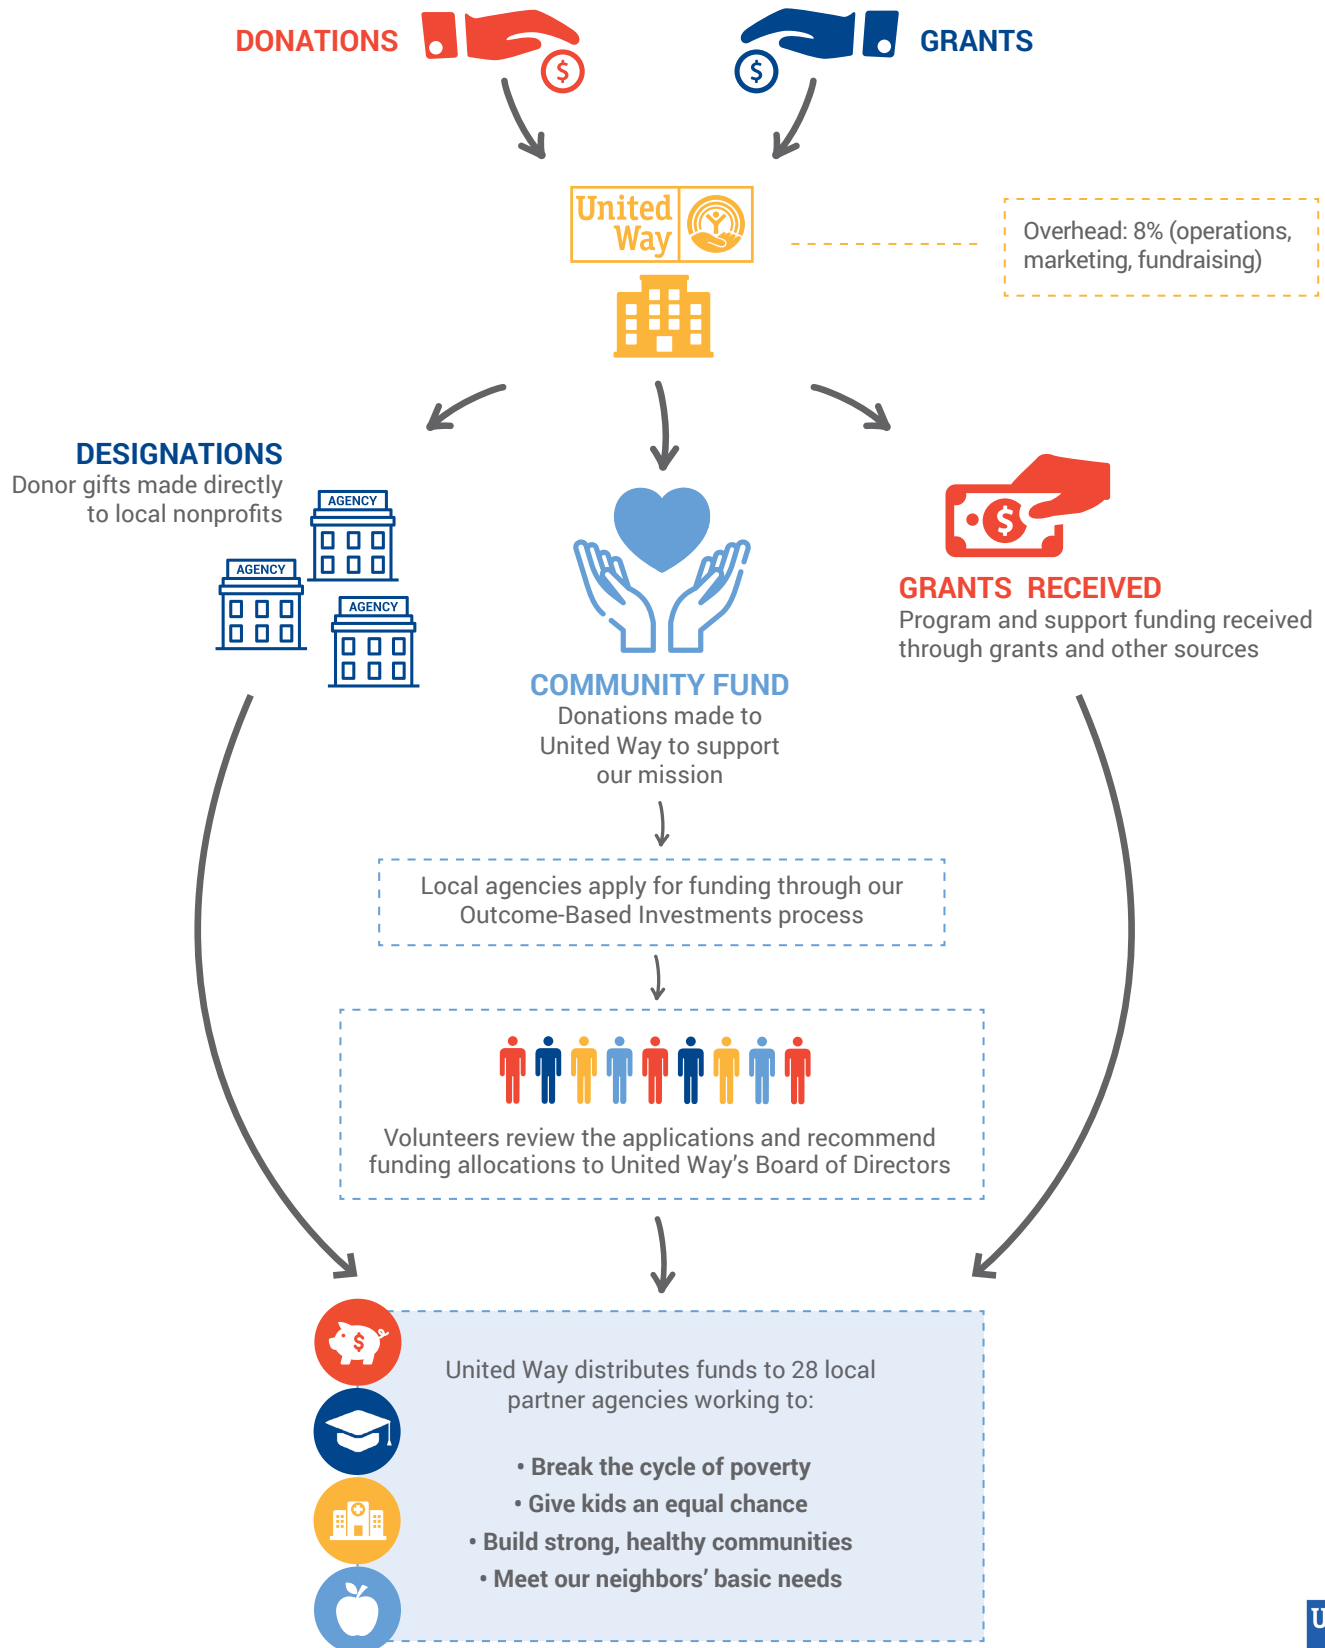 DONATIONS
$
$
GRANTS
United
Way
Overhead: 8% (operations,
marketing, fundraising)
DESIGNATIONS
Donor gifts made directly
to local nonprofits
AGENCY
AGENCY
AGENCY
$
GRANTS RECEIVED
Program and support funding received
through grants and other sources
COMMUNITY FUND
Donations made to
United Way to support
our mission
Local agencies apply for funding through our
Outcome-Based Investments process
Volunteers review the applications and recommend
funding allocations to United Way’s Board of Directors
$
United Way distributes funds to 28 local
partner agencies working to:
• Break the cycle of poverty
• Give kids an equal chance
• Build strong, healthy communities
• Meet our neighbors’ basic needs
U